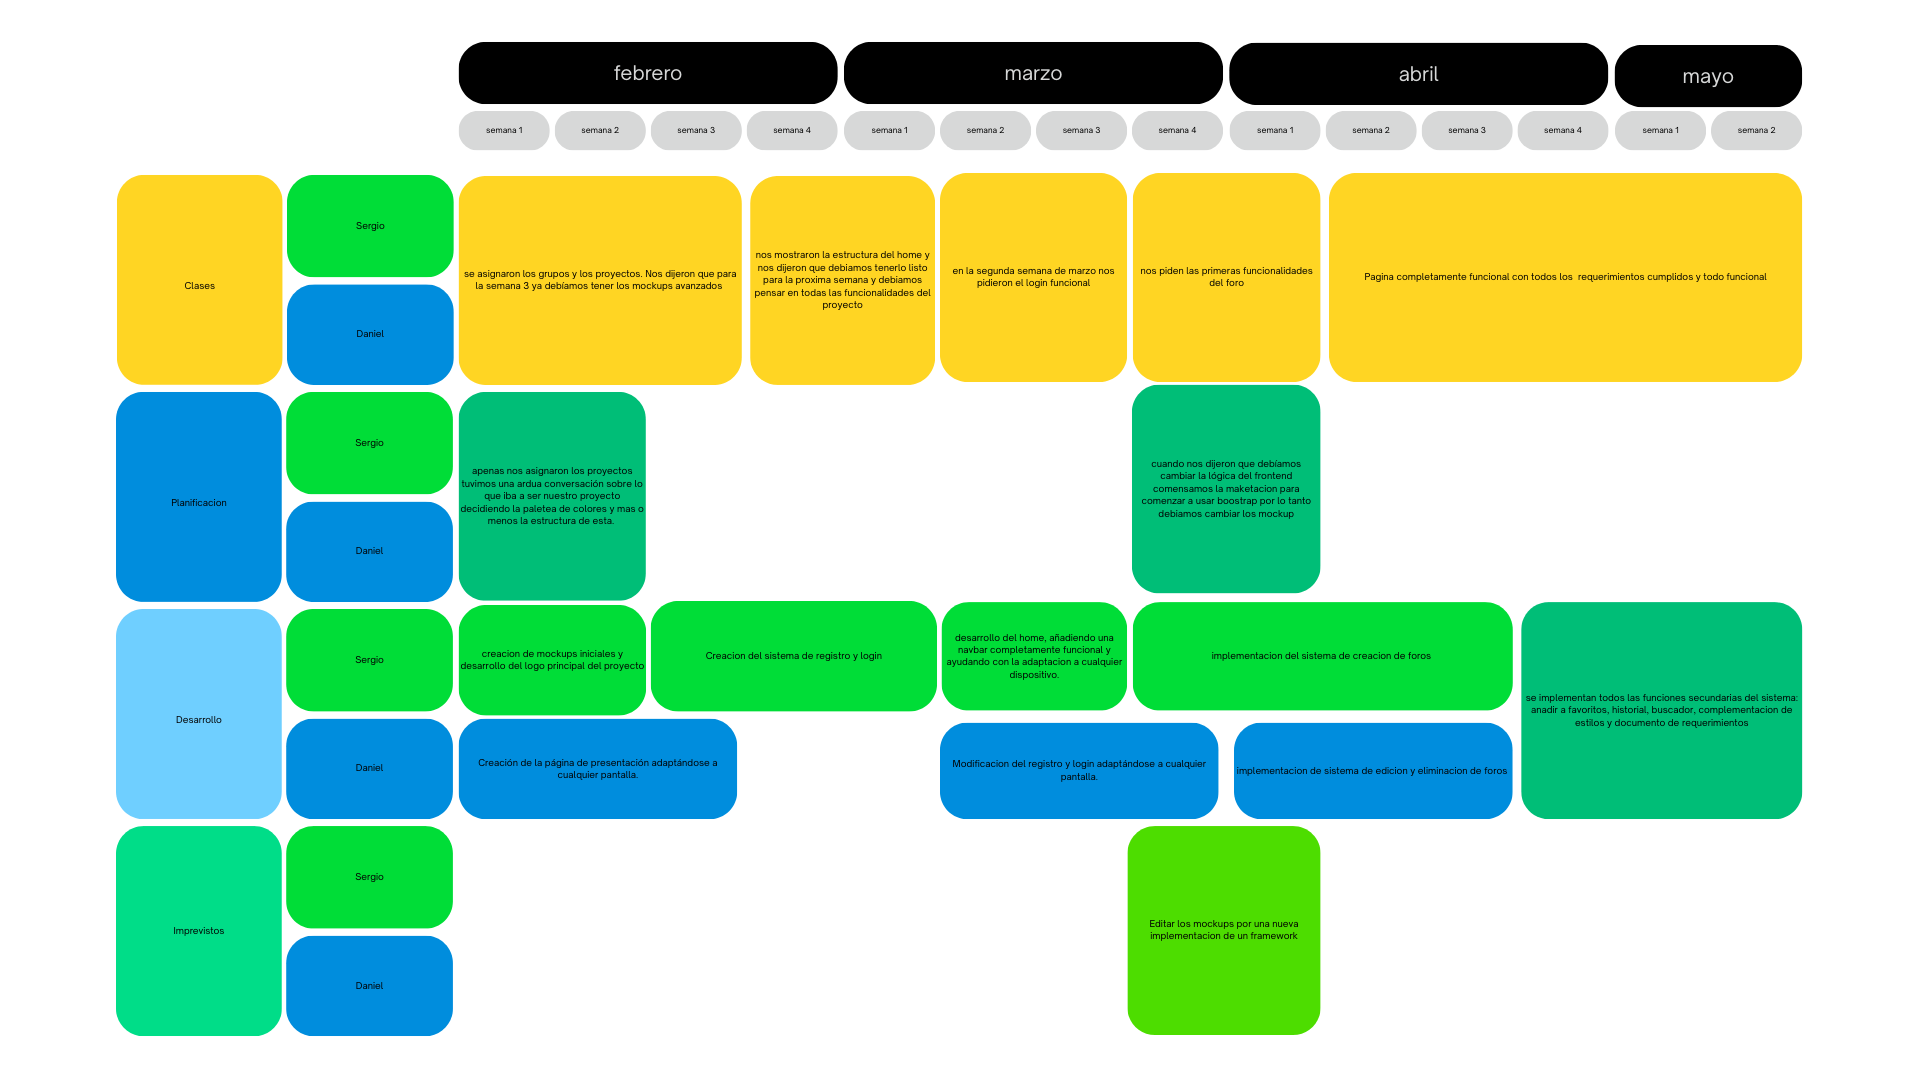 febrero
marzo
abril
mayo
semana 1
semana 2
semana 3
semana 4
semana 1
semana 2
semana 3
semana 4
semana 1
semana 2
semana 3
semana 4
semana 1
semana 2
Clases
Sergio
Daniel
se asignaron los grupos y los proyectos. Nos dijeron que para
la semana 3 ya debíamos tener los mockups avanzados
nos mostraron la estructura del home y
nos dijeron que debiamos tenerlo listo
para la proxima semana y debiamos
pensar en todas las funcionalidades del
proyecto
en la segunda semana de marzo nos
pidieron el login funcional
nos piden las primeras funcionalidades
del foro
Pagina completamente funcional con todos los  requerimientos cumplidos y todo funcional
Planificacion
Sergio
Daniel
apenas nos asignaron los proyectos
tuvimos una ardua conversación sobre lo
que iba a ser nuestro proyecto
decidiendo la paletea de colores y mas o
menos la estructura de esta.
cuando nos dijeron que debíamos
cambiar la lógica del frontend
comensamos la maketacion para
comenzar a usar boostrap por lo tanto
debiamos cambiar los mockup
Desarrollo
Sergio
Daniel
creacion de mockups iniciales y
desarrollo del logo principal del proyecto
Creacion del sistema de registro y login
desarrollo del home, añadiendo una
navbar completamente funcional y
ayudando con la adaptacion a cualquier
dispositivo.
implementacion del sistema de creacion de foros
se implementan todos las funciones secundarias del sistema:
anadir a favoritos, historial, buscador, complementacion de
estilos y documento de requerimientos
Creación de la página de presentación adaptándose a
cualquier pantalla.
Modificacion del registro y login adaptándose a cualquier
pantalla.
implementacion de sistema de edicion y eliminacion de foros
Imprevistos
Sergio
Daniel
Editar los mockups por una nueva
implementacion de un framework